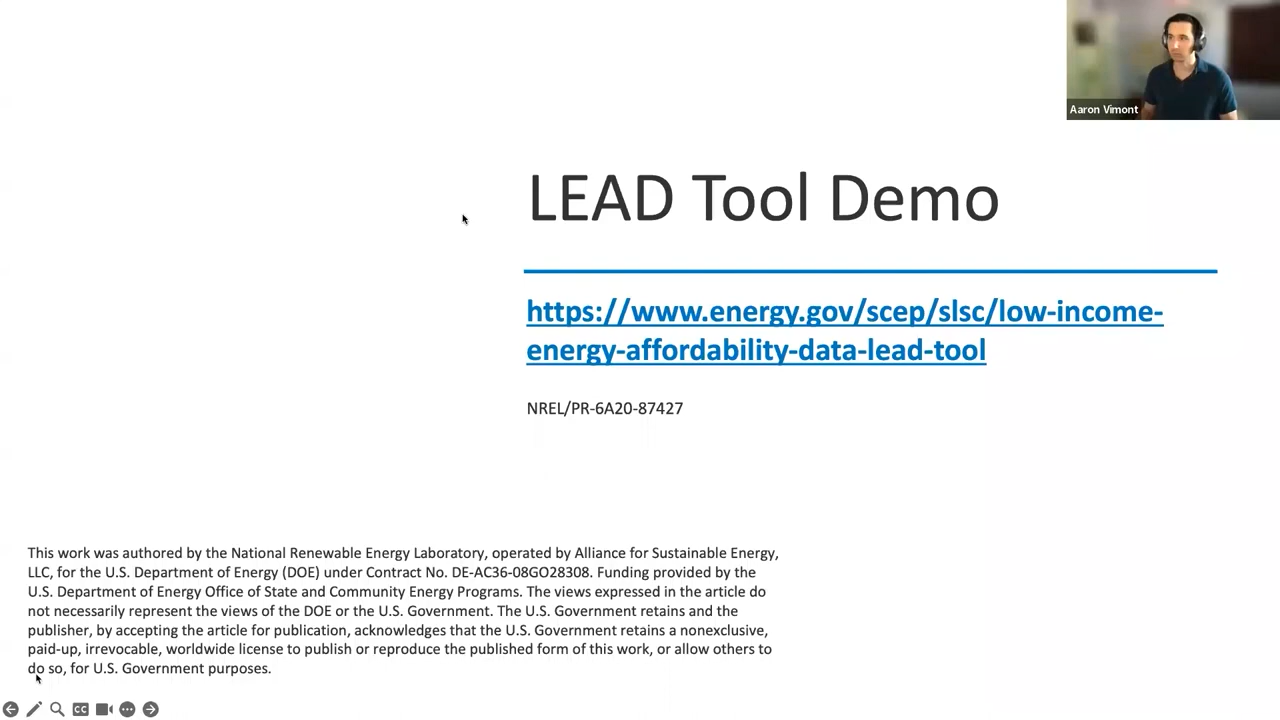 Aaron Vimont
LEAD Tool Demo
https://www.energy.gov/scep/slsc/low-income-
energy-affordability-data-lead-tool
NREL/PR-6A20-87427
This work was authored by the National Renewable Energy Laboratory, operated by Alliance for Sustainable Energy,
LLC, for the U.S. Department of Energy (DOE) under Contract No. DE-AC36-08GO28308. Funding provided by the
U.S. Department of Energy Office of State and Community Energy Programs. The views expressed in the article do
not necessarily represent the views of the DOE or the U.S. Government. The U.S. Government retains and the
publisher, by accepting the article for publication, acknowledges that the U.S. Government retains a nonexclusive,
paid-up, irrevocable, worldwide license to publish or reproduce the published form of this work, or allow others to
do so, for U.S. Government purposes.
CC